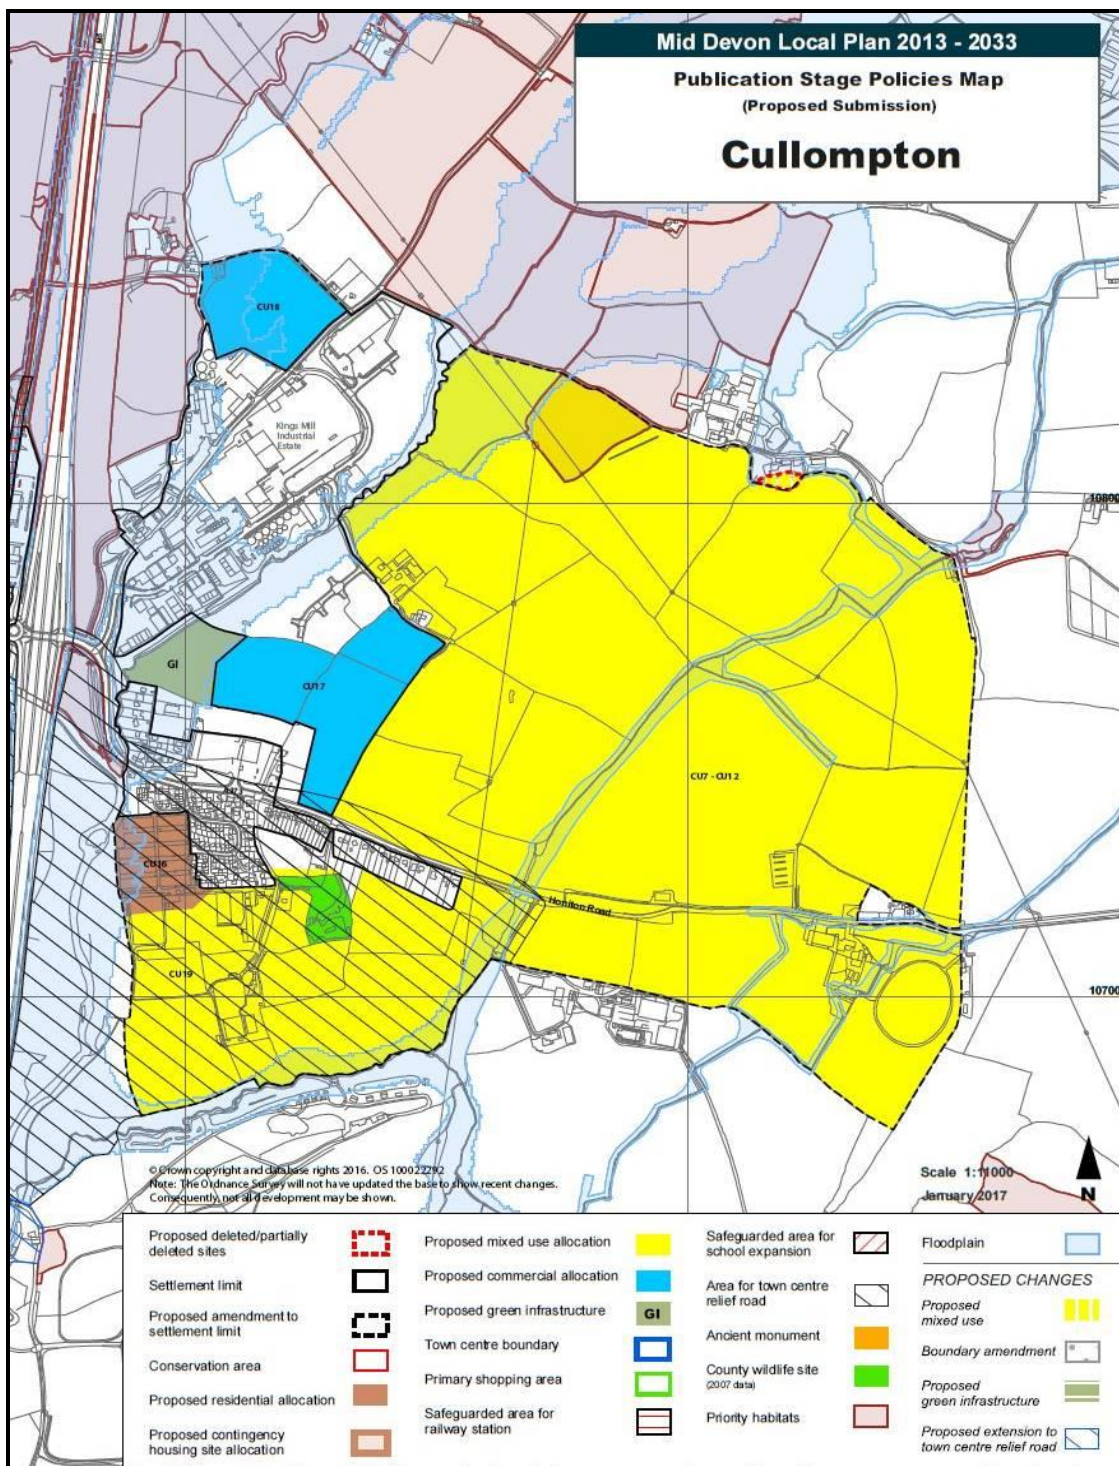 Mid Devon Local Plan 2013 - 2033
Publication Stage Policies Map
(Proposed Submission)
Cullompton
CU18
Kings Mill
Industrial
Estate
10800
GI
CU17
CU7 - CU12
CU16
Honiton Road
CU19
10700
© Crown copyright and database rights 2016. OS 100022292
Note: The Ordnance Survey will not have updated the base to show recent changes.
Consequently, not all development may be shown.
Scale 1:11000
January 2017
N
Proposed deleted/partially
deleted sites
Settlement limit
Proposed amendment to
settlement limit
Conservation area
Proposed residential allocation
Proposed contingency
housing site allocation
Proposed mixed use allocation
Proposed commercial allocation
Proposed green infrastructure
GI
Town centre boundary
Primary shopping area
Safeguarded area for
railway station
Safeguarded area for
school expansion
Area for town centre
relief road
Ancient monument
County wildlife site
(2007 data)
Priority habitats
Floodplain
PROPOSED CHANGES
Proposed
mixed use
Boundary amendment
Proposed
green infrastructure
Proposed extension to
town centre relief road